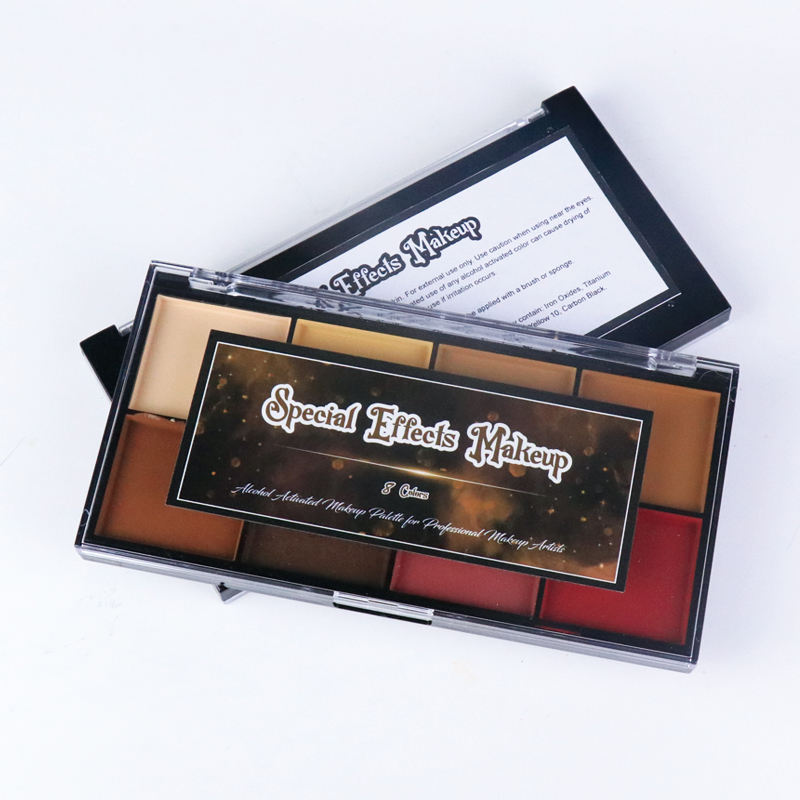 Effects Makeup
skin. For external use only. Use caution when using near the eyes.
use of any alcohol activated color can cause drying of
use if irritation occurs
applied with a brush or sponge
contain: Iron Oxides, Titanium
Yellow 10, Carbon Black
Special Effects Makeup
8 Colors
Alcohol Activated Makeup Palette for Professional Makeup Artists